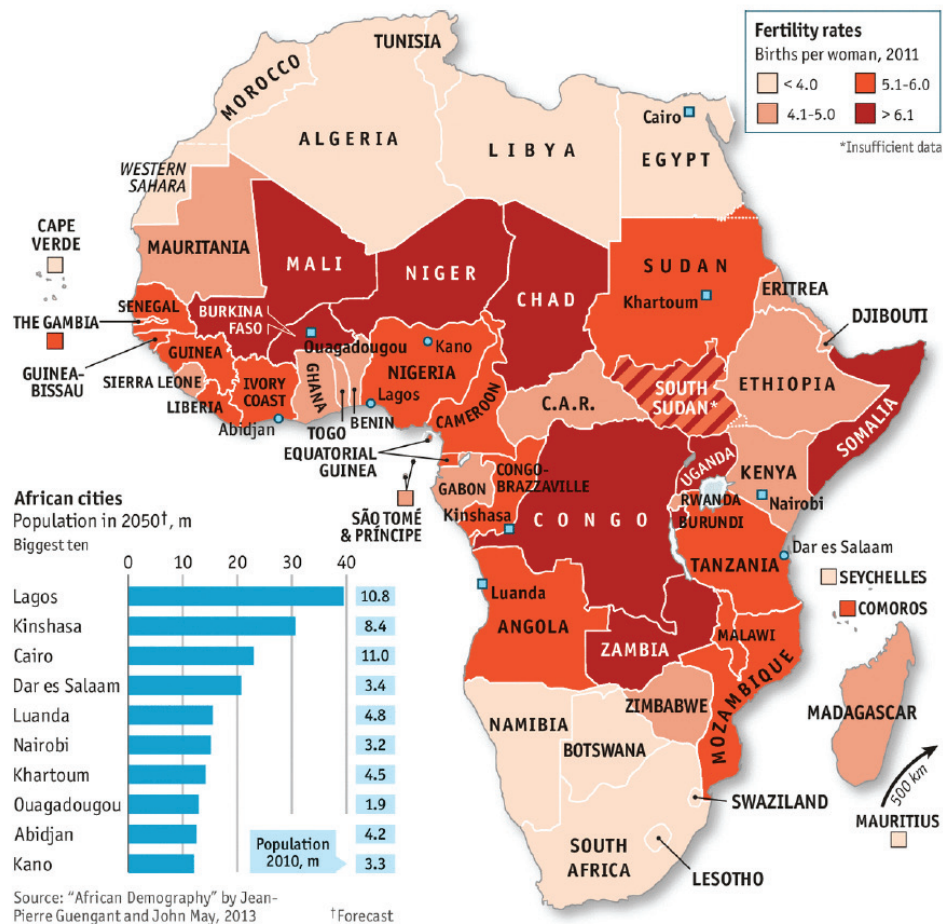 Fertility rates
Births per woman, 2011
< 4.0
5.1-6.0
4.1-5.0
> 6.1
*Insufficient data
TUNISIA
MOROCCO
ALGERIA
LIBYA
Cairo
EGYPT
WESTERN
SAHARA
CAPE
VERDE
MAURITANIA
MALI
NIGER
CHAD
SUDAN
Khartoum
ERITREA
DJIBOUTI
SENEGAL
THE GAMBIA
BURKINA
FASO
Ouagadougou
Kano
GUINEA-
BISSAU
GUINEA
SIERRA LEONE
LIBERIA
IVORY
COAST
GHANA
NIGERIA
Lagos
Abidjan
TOGO
BENIN
CAMEROON
C.A.R.
SOUTH
SUDAN*
ETHIOPIA
SOMALIA
EQUATORIAL
GUINEA
SÃO TOMÉ
& PRÍNCIPE
GABON
CONGO-
BRAZZAVILLE
Kinshasa
CONGO
UGANDA
KENYA
Nairobi
RWANDA
BURUNDI
TANZANIA
Dar es Salaam
SEYCHELLES
COMOROS
Luanda
ANGOLA
ZAMBIA
MALAWI
MOZAMBIQUE
ZIMBABWE
MADAGASCAR
NAMIBIA
BOTSWANA
SWAZILAND
SOUTH
AFRICA
LESOTHO
500 km
MAURITIUS
African cities
Population in 2050†, m
Biggest ten
0 10 20 30 40
Lagos 10.8
Kinshasa 8.4
Cairo 11.0
Dar es Salaam 3.4
Luanda 4.8
Nairobi 3.2
Khartoum 4.5
Ouagadougou 1.9
Abidjan 4.2
Kano 3.3
Population
2010, m
Source: "African Demography" by Jean-
Pierre Guengant and John May, 2013
†Forecast